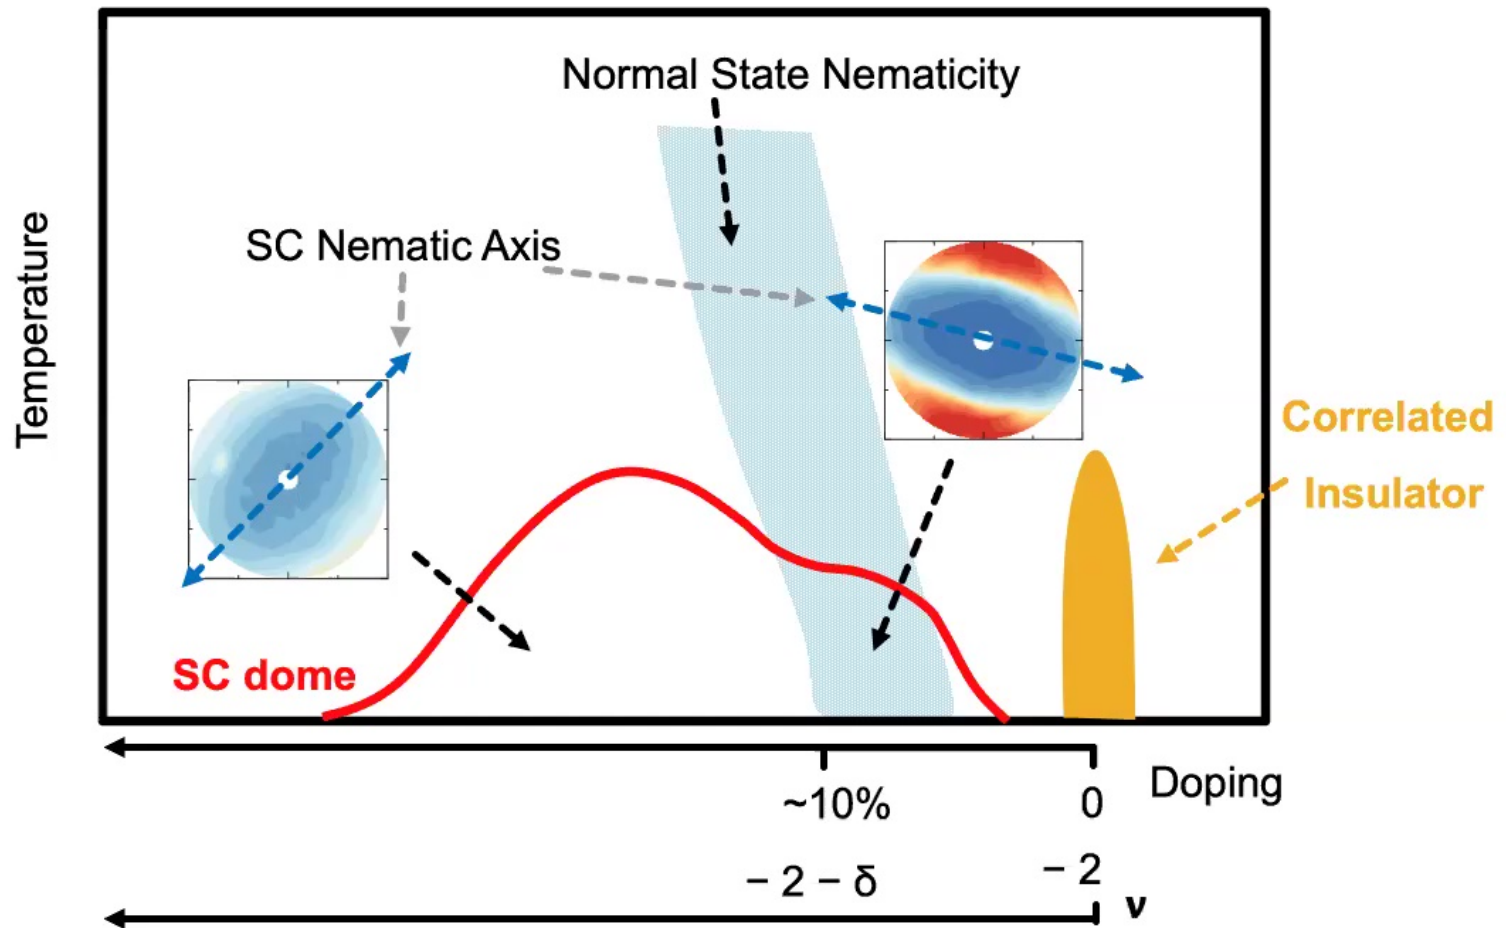 Normal State Nematicity
SC Nematic Axis
Temperature
Correlated
Insulator
SC dome
~10%
0
Doping
− 2 − δ
− 2
ν